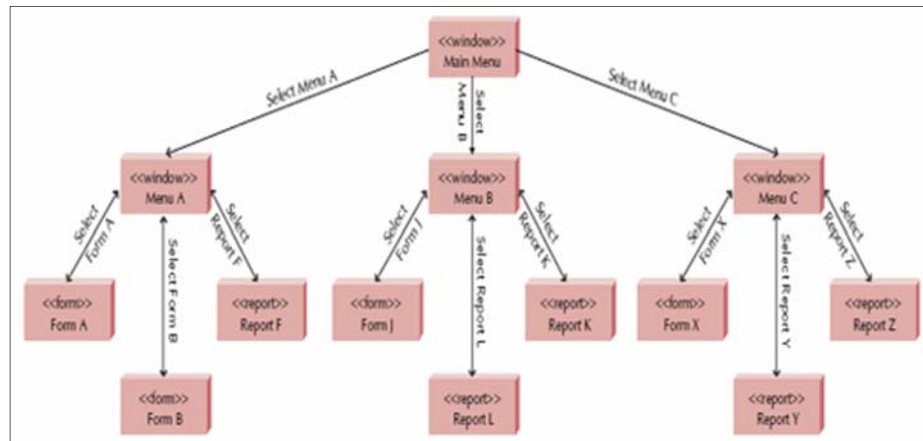 <<window>>
Main Menu
Select Menu A
Select
Menu B
Select Menu C
<<window>>
Menu A
<<window>>
Menu B
<<window>>
Menu C
Select
Form A
Select Form B
Select
Report F
Select
Form J
Select Report L
Select
Report K
Select
Form X
Select Report Y
Select
Report Z
<<form>>
Form A
<<report>>
Report F
<<form>>
Form J
<<report>>
Report K
<<form>>
Form X
<<report>>
Report Z
<<form>>
Form B
<<report>>
Report L
<<report>>
Report Y